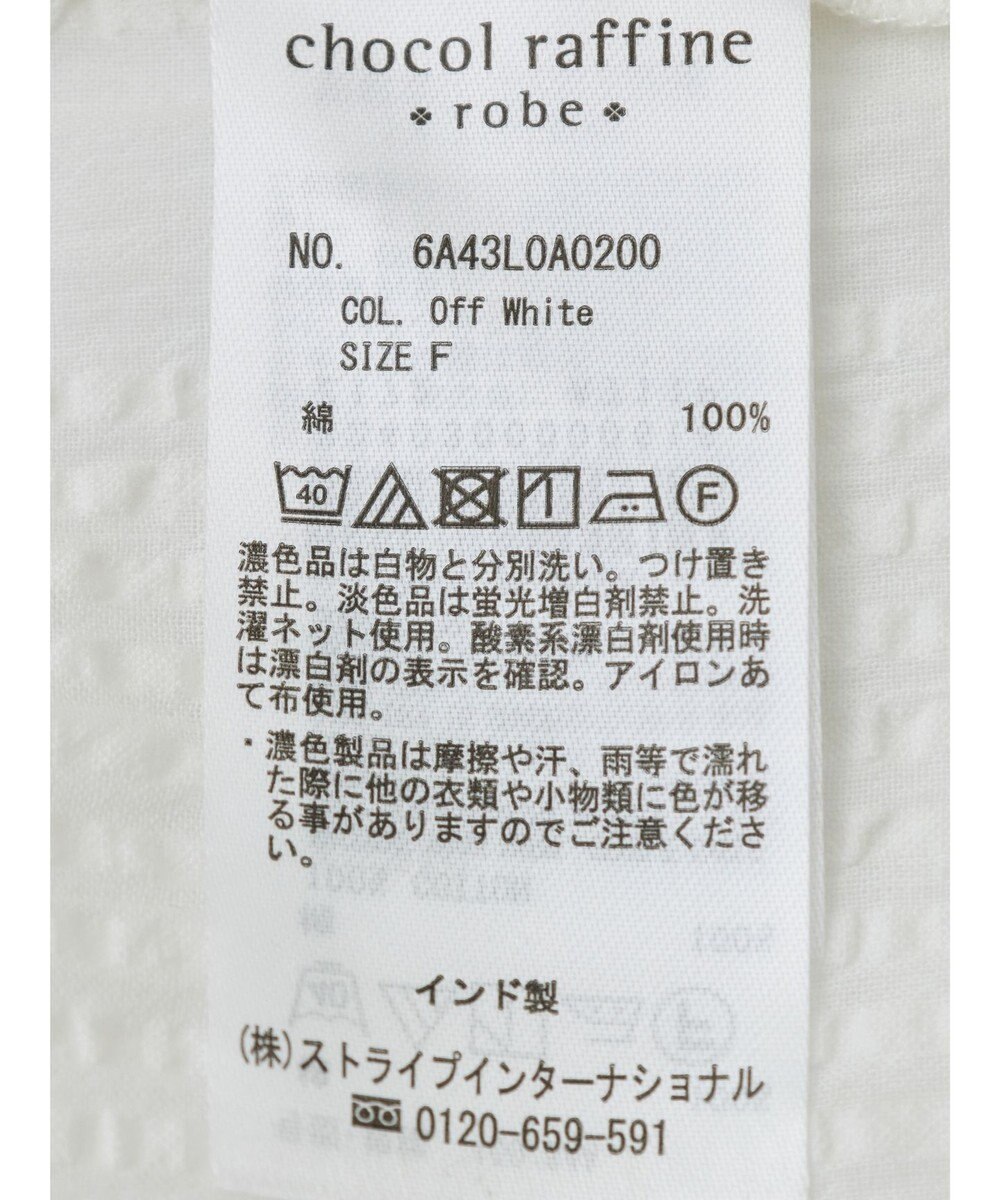 chocol raffine
robe
NO. 6A43L0A0200
COL. Off White
SIZE F
綿 100%
40 F
濃色品は白物と分別洗い。つけ置き
禁止。淡色品は蛍光増白剤禁止。洗
濯ネット使用。酸素系漂白剤使用時
は漂白剤の表示を確認。アイロンあ
て布使用。
・濃色製品は摩擦や汗、雨等で濡れ
た際に他の衣類や小物類に色が移
る事がありますのでご注意くださ
い。
インド製
(株)ストライプインターナショナル
0120-659-591